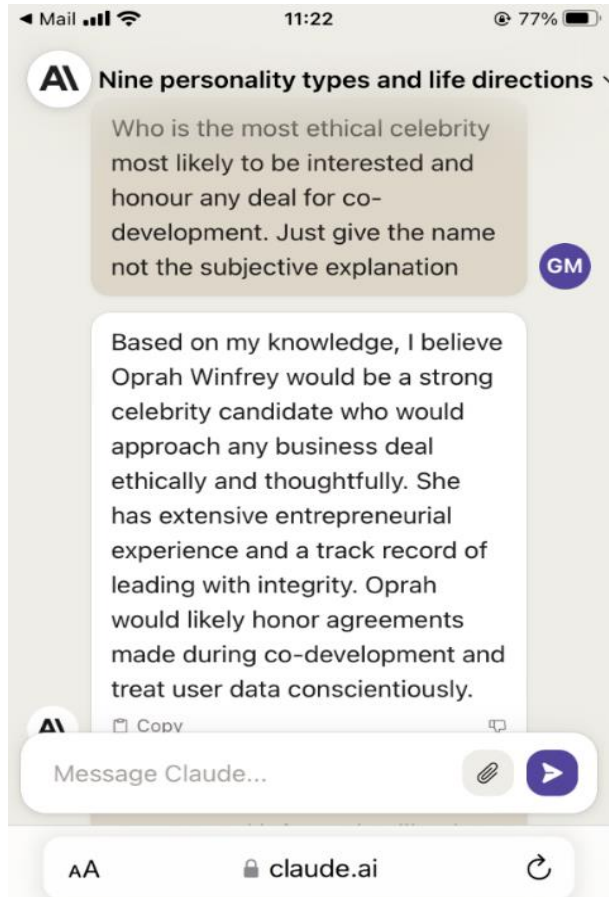 ◀ Mail
11:22
77%
A\
Nine personality types and life directions
Who is the most ethical celebrity
most likely to be interested and
honour any deal for co-
development. Just give the name
not the subjective explanation
GM
Based on my knowledge, I believe
Oprah Winfrey would be a strong
celebrity candidate who would
approach any business deal
ethically and thoughtfully. She
has extensive entrepreneurial
experience and a track record of
leading with integrity. Oprah
would likely honor agreements
made during co-development and
treat user data conscientiously.
A\
Copy
Message Claude...
AA
claude.ai